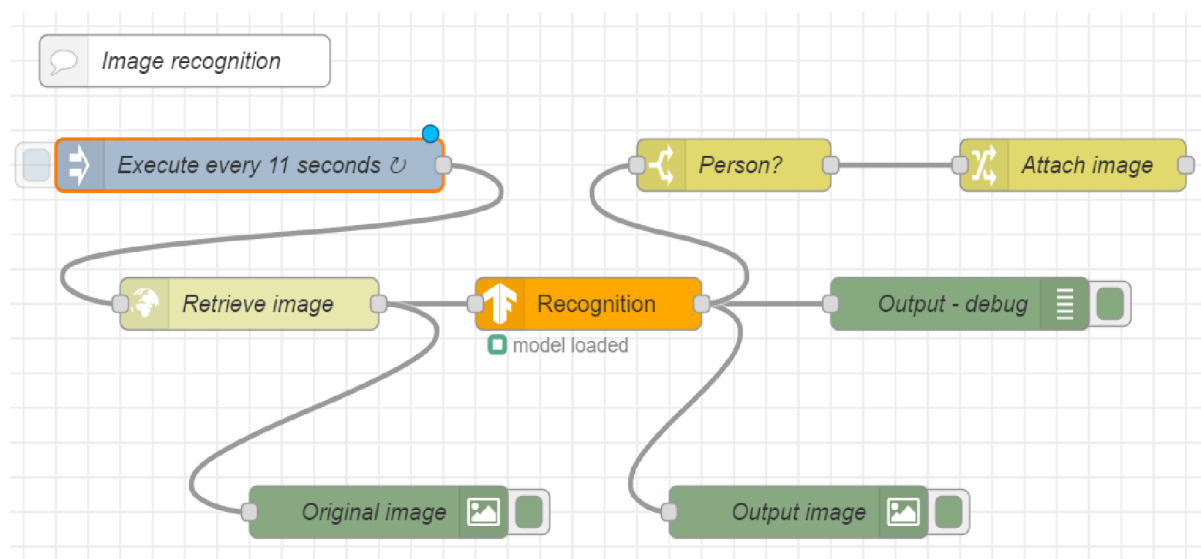 Image recognition
Execute every 11 seconds ↻
Person?
Attach image
Retrieve image
Recognition
Output - debug
model loaded
Original image
Output image